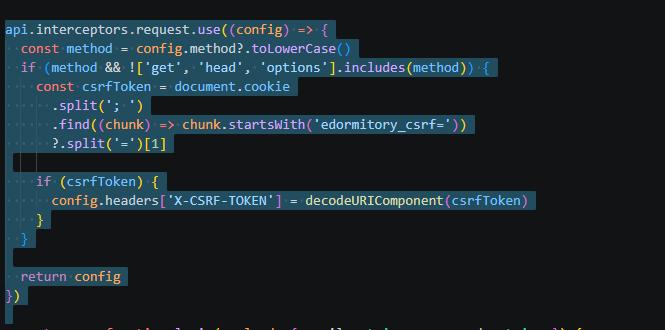 api.interceptors.request.use((config) => {
  const method = config.method?.toLowerCase()
  if (method && !['get', 'head', 'options'].includes(method)) {
    const csrfToken = document.cookie
      .split('; ')
      .find((chunk) => chunk.startsWith('edormitory_csrf='))
      ?.split('=')[1]

    if (csrfToken) {
      config.headers['X-CSRF-TOKEN'] = decodeURIComponent(csrfToken)
    }
  }

  return config
})